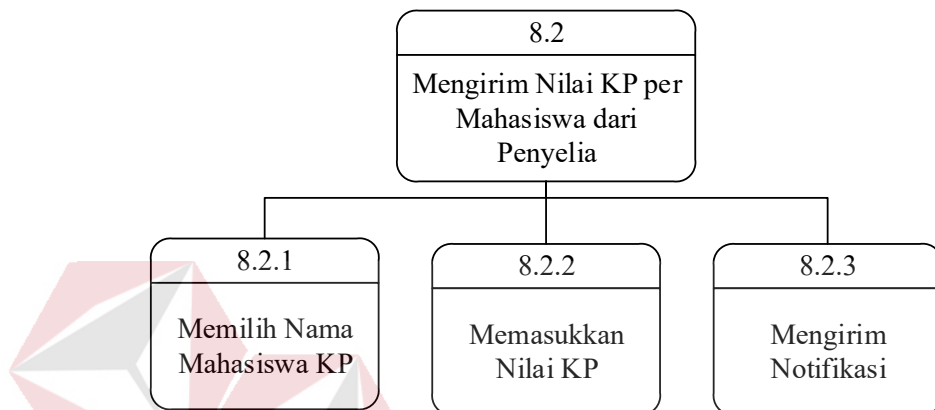 8.2
Mengirim Nilai KP per
Mahasiswa dari
Penyelia
8.2.1
Memilih Nama
Mahasiswa KP
8.2.2
Memasukkan
Nilai KP
8.2.3
Mengirim
Notifikasi